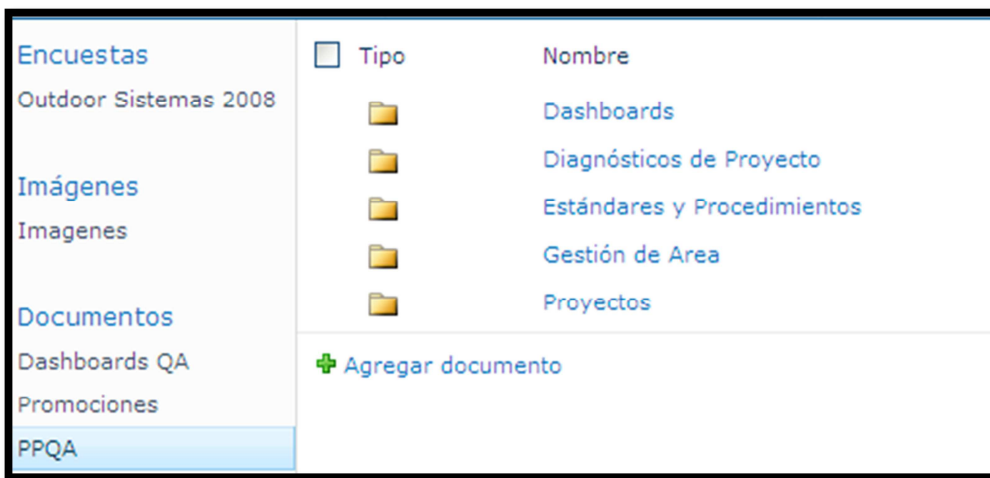 Encuestas
Outdoor Sistemas 2008
Imágenes
Imagenes
Documentos
Dashboards QA
Promociones
PPQA
Tipo Nombre
Dashboards
Diagnósticos de Proyecto
Estándares y Procedimientos
Gestión de Area
Proyectos
Agregar documento